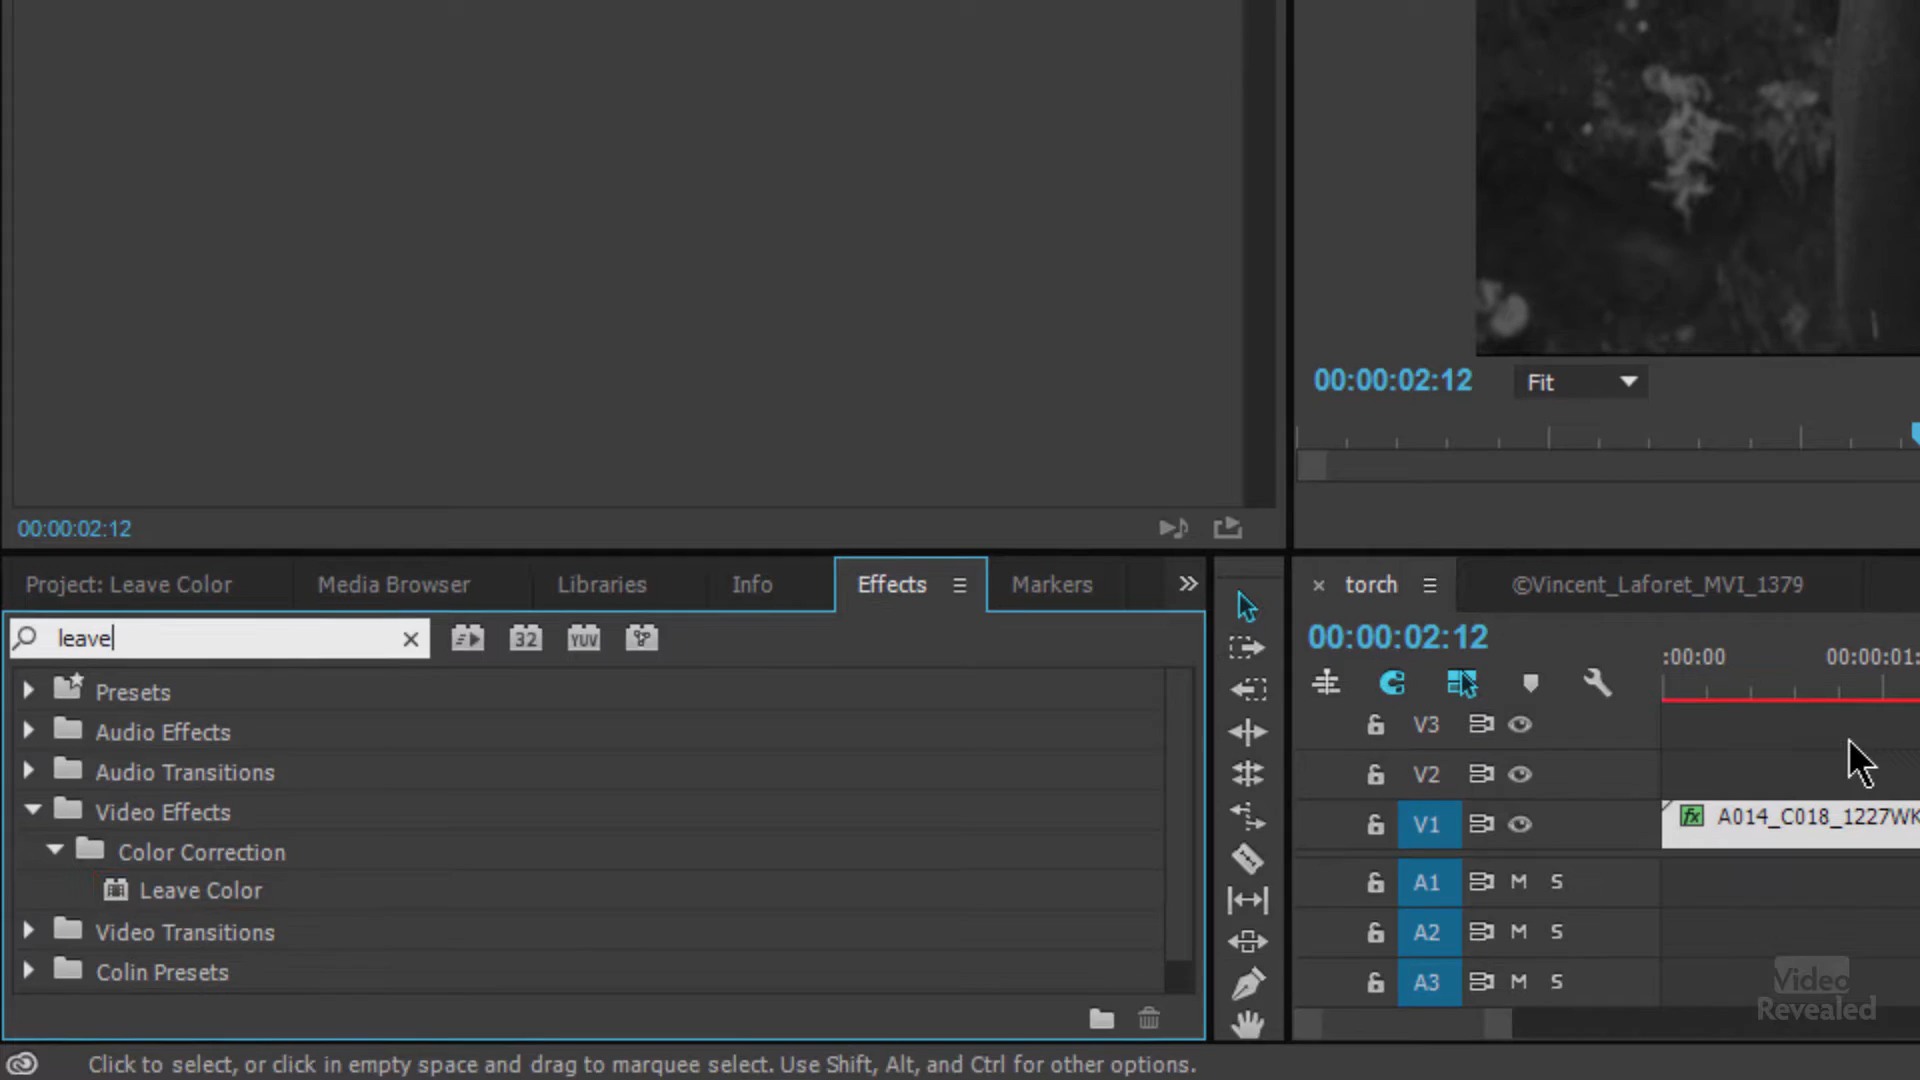 00:00:02:12
Fit
00:00:02:12
Project: Leave Color
Media Browser
Libraries
Info
Effects
Markers
torch
©Vincent_Laforet_MVI_1379
leave
32
YUV
00:00:02:12
:00:00
00:00:01:
Presets
Audio Effects
Audio Transitions
Video Effects
Color Correction
Leave Color
Video Transitions
Colin Presets
V3
V2
V1
fx A014_C018_1227WK
A1 M S
A2 M S
A3 M S
Video
Revealed
Click to select, or click in empty space and drag to marquee select. Use Shift, Alt, and Ctrl for other options.